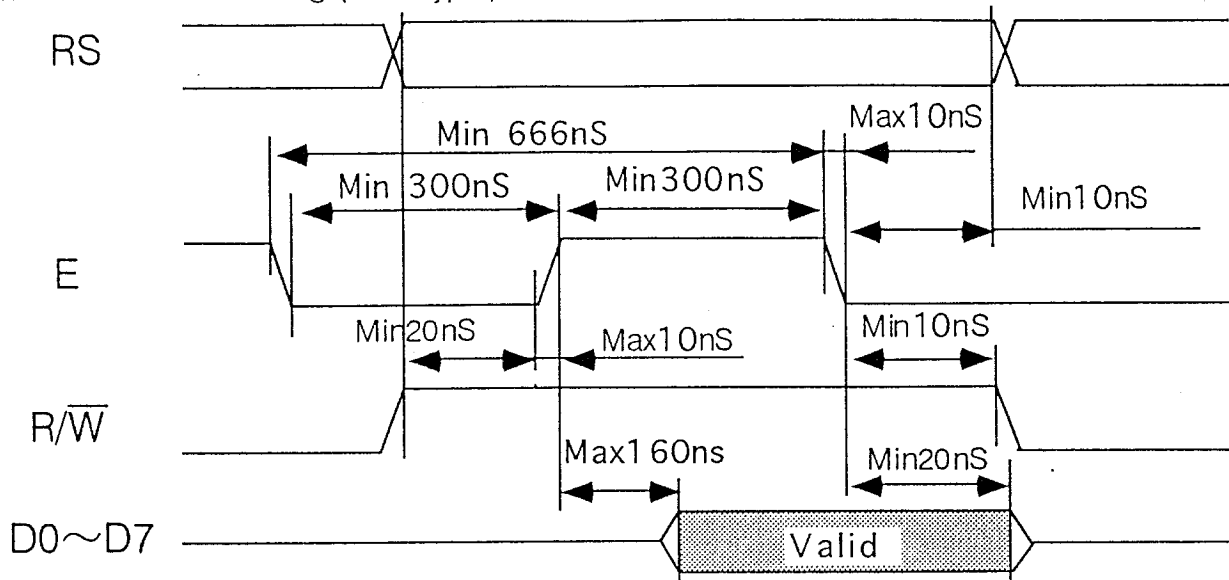 RS
Max10nS
Min 666nS
Min 300nS
Min300nS
Min10nS
E
Min20nS
Max10nS
Min10nS
R/W̅
Max160ns
Min20nS
D0～D7
Valid